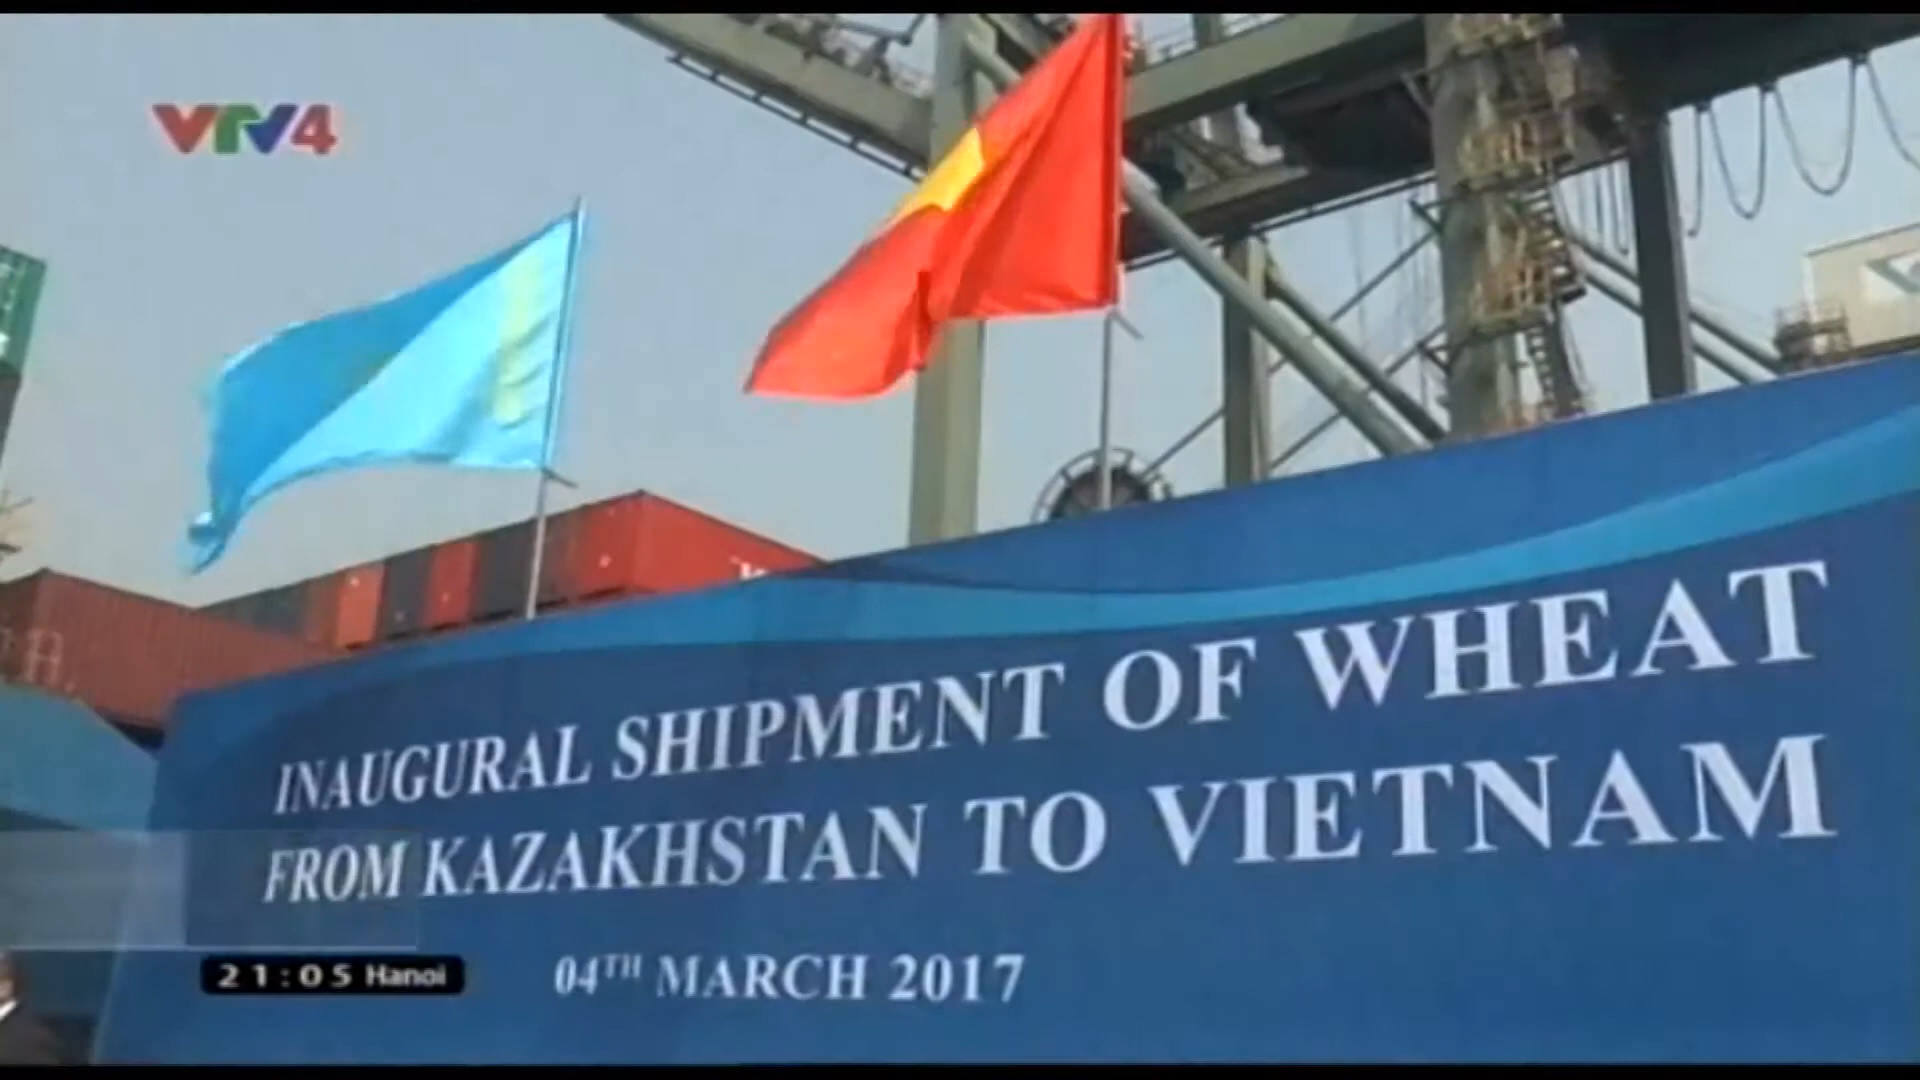 VTV4
INAUGURAL SHIPMENT OF WHEAT
FROM KAZAKHSTAN TO VIETNAM
04TH MARCH 2017
21:05 Hanoi